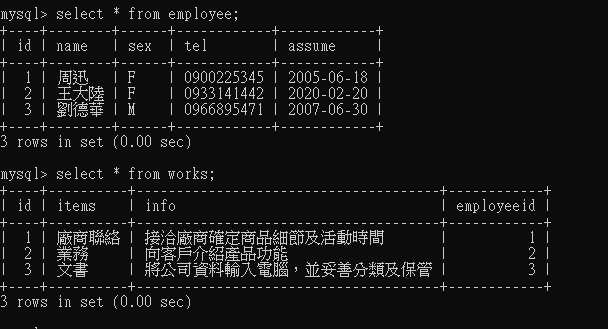 mysql> select * from employee;
+----+--------+------+------------+------------+
| id | name   | sex  | tel        | assume     |
+----+--------+------+------------+------------+
|  1 | 周迅   | F    | 0900225345 | 2005-06-18 |
|  2 | 王大陸 | F    | 0933141442 | 2020-02-20 |
|  3 | 劉德華 | M    | 0966895471 | 2007-06-30 |
+----+--------+------+------------+------------+
3 rows in set (0.00 sec)
mysql> select * from works;
+----+----------+----------------------------------------+------------+
| id | items    | info                                   | employeeid |
+----+----------+----------------------------------------+------------+
|  1 | 廠商聯絡 | 接洽廠商確定商品細節及活動時間         |          1 |
|  2 | 業務     | 向客戶介紹產品功能                     |          2 |
|  3 | 文書     | 將公司資料輸入電腦，並妥善分類及保管   |          3 |
+----+----------+----------------------------------------+------------+
3 rows in set (0.00 sec)
mysql>